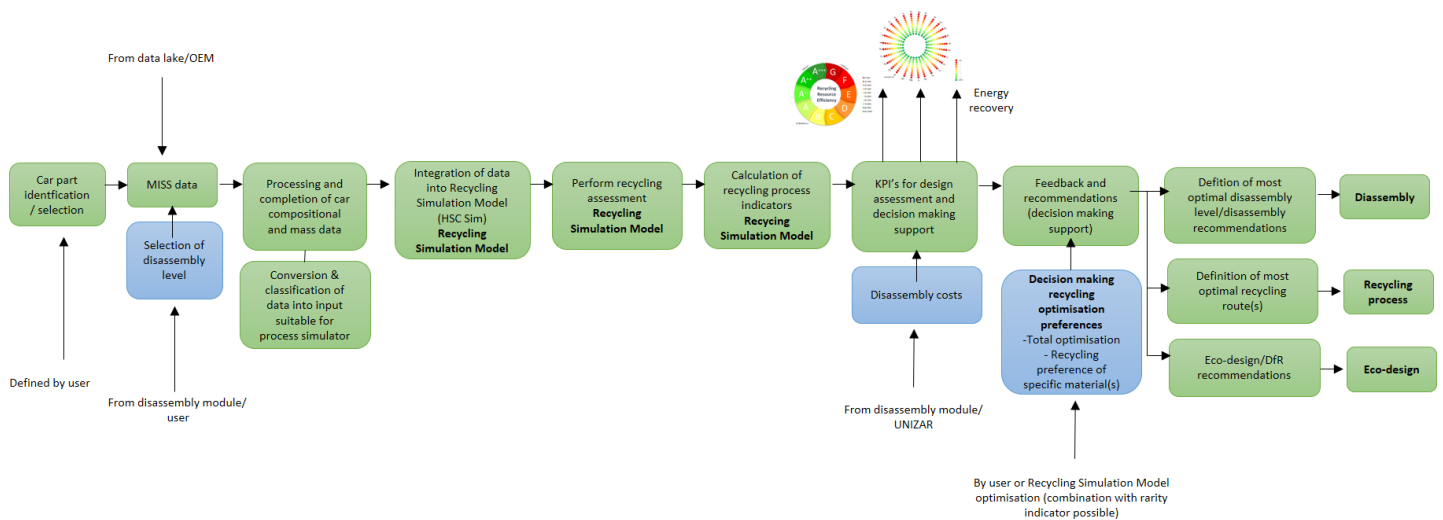 From data lake/OEM
Car part
identfication
/ selection
MISS data
Selection of
disassembly
level
Defined by user
From disassembly module/
user
Processing and
completion of car
compositional
and mass data
Conversion &
classification of
data into input
suitable for
process simulator
Integration of data
into Recycling
Simulation Model
(HSC Sim)
Recycling
Simulation Model
Perform recycling
assessment
Recycling
Simulation Model
Calculation of
recycling process
indicators
Recycing
Simulation Model
A+++
G
F
E
D
C
B
A
A+
A++
Recycling
Resource
Efficiency
Energy
recovery
KPI's for design
assessment and
decision making
support
Disassembly costs
From disassembly module/
UNIZAR
Feedback and
recommendations
(decision making
support)
Decision making
recycling
optimisation
preferences
-Total optimisation
- Recycling
preference of
specific material(s)
By user or Recycling Simulation Model
optimisation (combination with rarity
indicator possible)
Defition of most
optimal disassembly
level/disassembly
recommendations
Disassembly
Definition of most
optimal recycling
route(s)
Recycling
process
Eco-design/DfR
recommendations
Eco-design